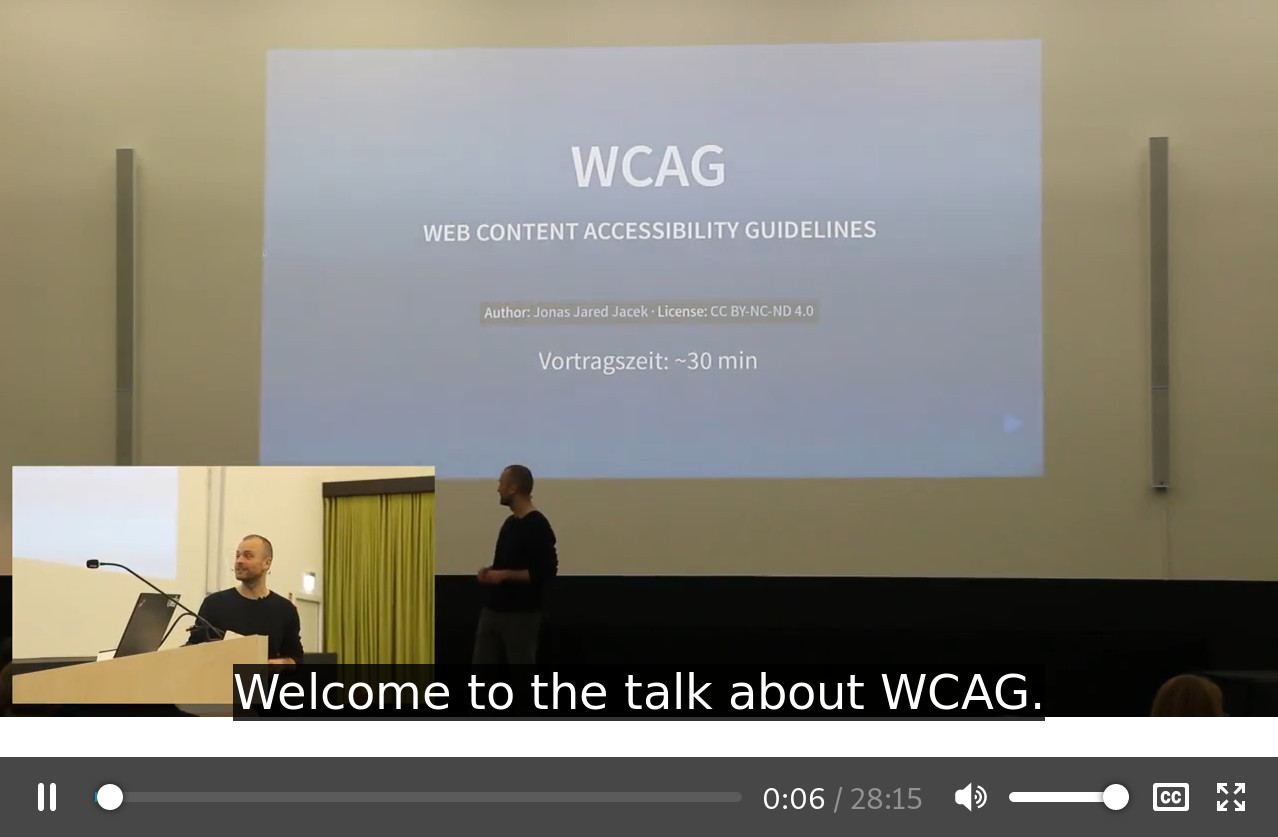 WCAG
WEB CONTENT ACCESSIBILITY GUIDELINES
Author: Jonas Jared Jacek · License: CC BY-NC-ND 4.0
Vortragszeit: ~30 min
Welcome to the talk about WCAG.
0:06 / 28:15
CC